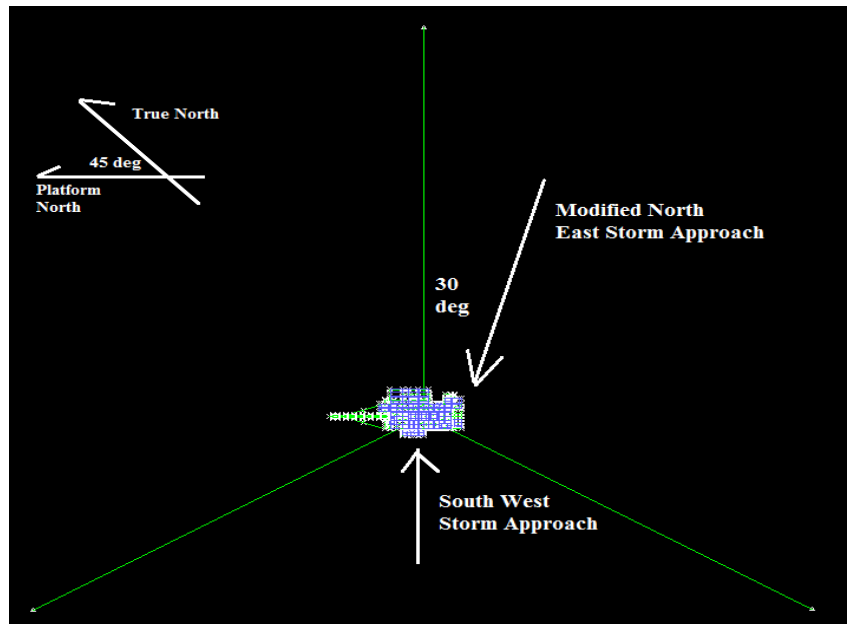 True North
45 deg
Platform
North
Modified North
East Storm Approach
30
deg
South West
Storm Approach